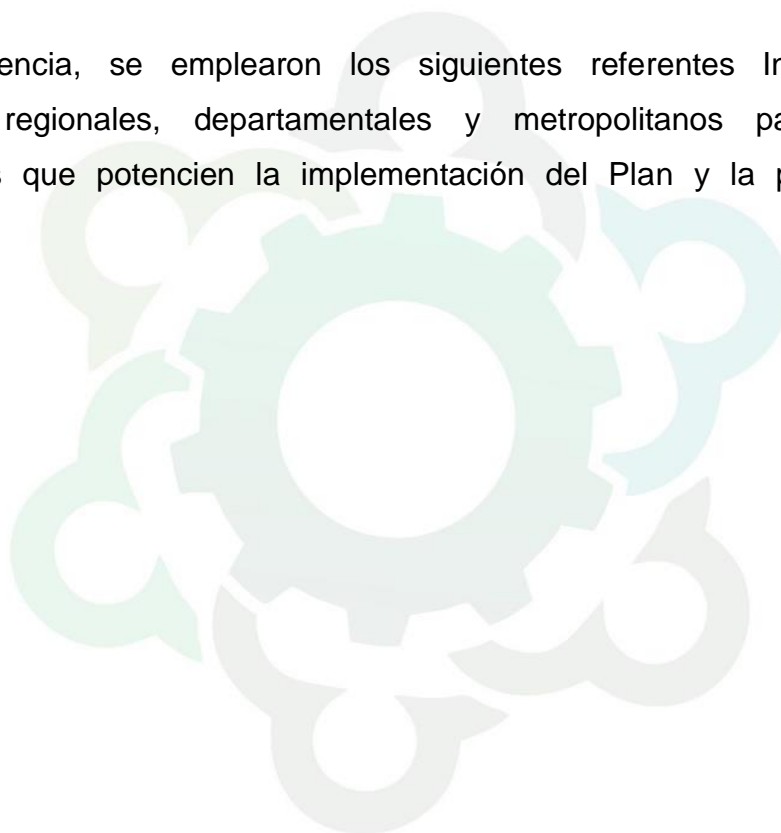 encia, se emplearon los siguientes referentes In
regionales, departamentales y metropolitanos pa
s que potencien la implementación del Plan y la p